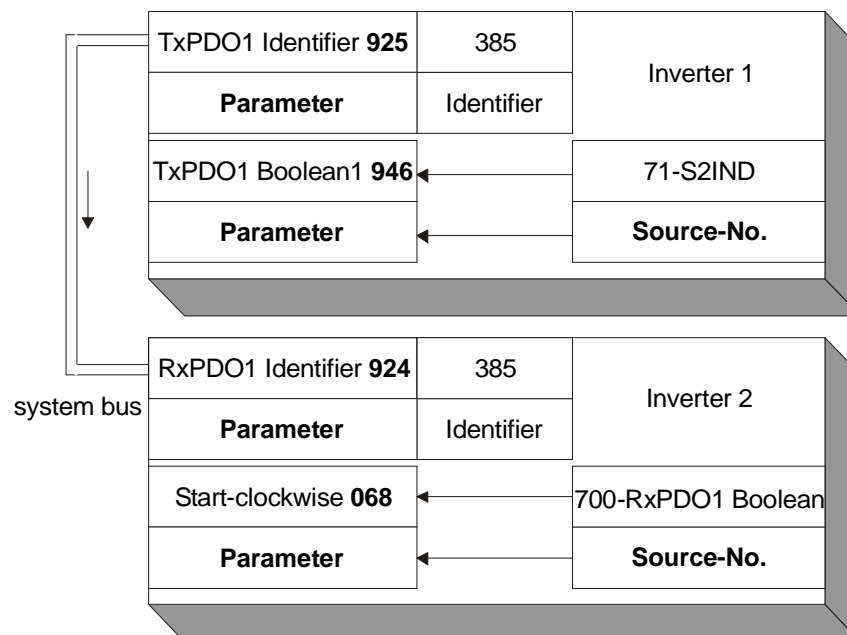 TxPDO1 Identifier 925
385
Inverter 1
Parameter
Identifier
TxPDO1 Boolean1 946
71-S2IND
Parameter
Source-No.
RxPDO1 Identifier 924
385
Inverter 2
system bus
Parameter
Identifier
Start-clockwise 068
700-RxPDO1 Boolean
Parameter
Source-No.